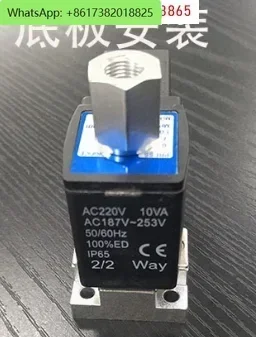 WhatsApp: +8617382018825
3865
底板安装
AC220V 10VA
AC187V~253V
50/60Hz
100%ED
IP65
CE
2/2 Way